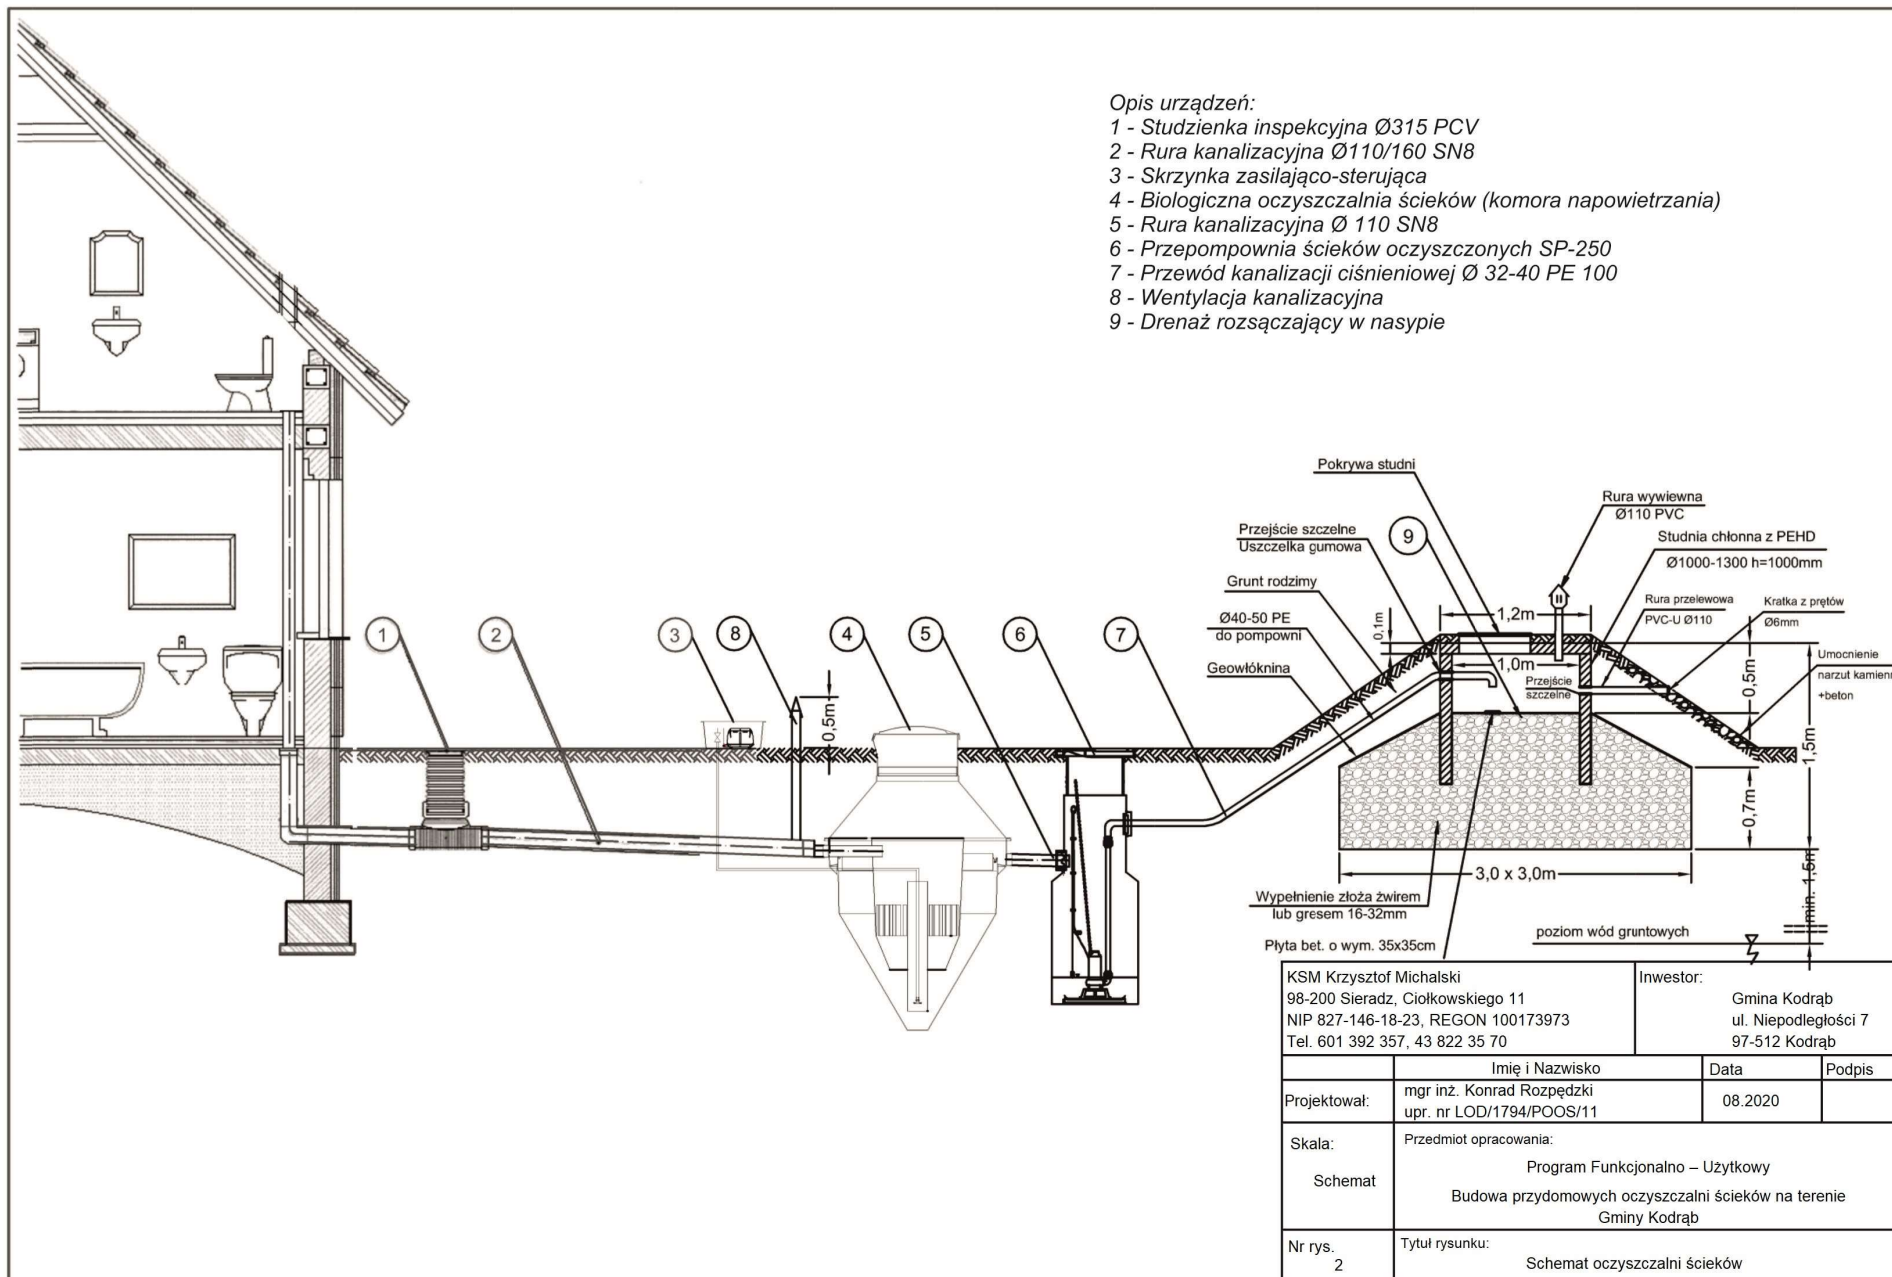 Opis urządzeń:
1 - Studzienka inspekcyjna Ø315 PCV
2 - Rura kanalizacyjna Ø110/160 SN8
3 - Skrzynka zasilająco-sterująca
4 - Biologiczna oczyszczalnia ścieków (komora napowietrzania)
5 - Rura kanalizacyjna Ø 110 SN8
6 - Przepompownia ścieków oczyszczonych SP-250
7 - Przewód kanalizacji ciśnieniowej Ø 32-40 PE 100
8 - Wentylacja kanalizacyjna
9 - Drenaż rozsączający w nasypie
Pokrywa studni
Rura wywiewna
Ø110 PVC
Przejście szczelne
Uszczelka gumowa
9
Studnia chłonna z PEHD
Ø1000-1300 h=1000mm
Grunt rodzimy
Rura przelewowa
PVC-U Ø110
Kratka z prętów
Ø6mm
Ø40-50 PE
do pompowni
0,1m
1,2m
Geowłóknina
1,0m
Przejście
szczelne
0,5m
Umocnienie
narzut kamienn
+beton
1
2
3
8
4
5
6
7
0,5m
1,5m
0,7m
3,0 x 3,0m
min. 1,5m
Wypełnienie złoża żwirem
lub gresem 16-32mm
Płyta bet. o wym. 35x35cm
poziom wód gruntowych
KSM Krzysztof Michalski
98-200 Sieradz, Ciołkowskiego 11
NIP 827-146-18-23, REGON 100173973
Tel. 601 392 357, 43 822 35 70
Inwestor:
Gmina Kodrąb
ul. Niepodległości 7
97-512 Kodrąb
Imię i Nazwisko
Data
Podpis
Projektował:
mgr inż. Konrad Rozpędzki
upr. nr LOD/1794/POOS/11
08.2020
Skala:
Schemat
Przedmiot opracowania:
Program Funkcjonalno – Użytkowy
Budowa przydomowych oczyszczalni ścieków na terenie
Gminy Kodrąb
Nr rys.
2
Tytuł rysunku:
Schemat oczyszczalni ścieków